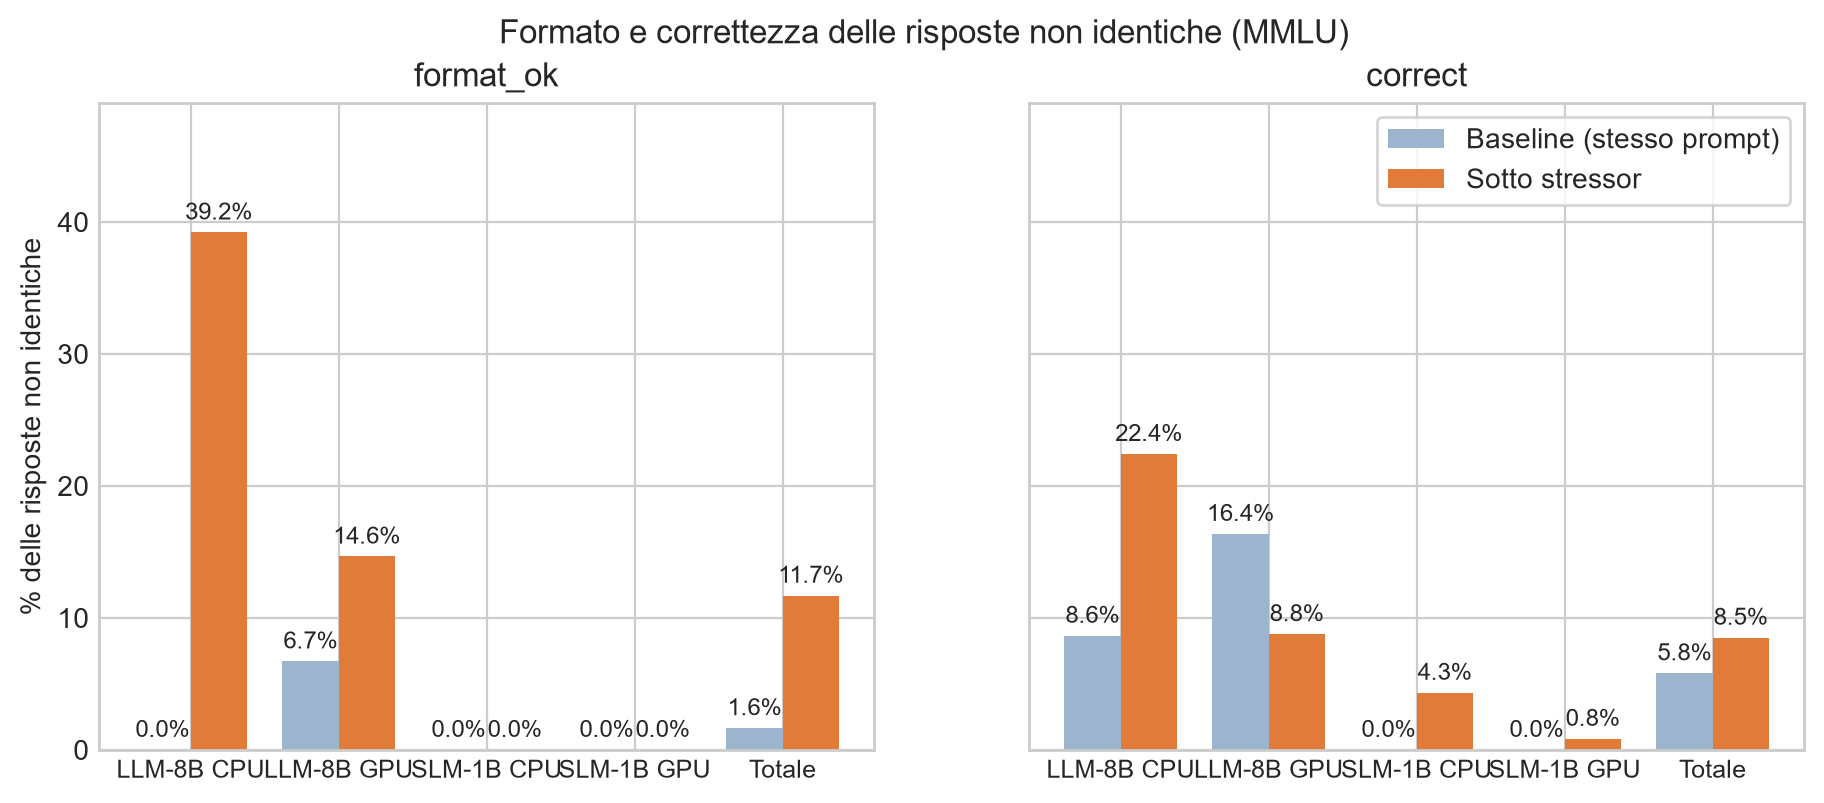 Formato e correttezza delle risposte non identiche (MMLU)
format_ok
% delle risposte non identiche
40
30
20
10
0
39.2%
14.6%
11.7%
6.7%
1.6%
0.0%
0.0% 0.0%
0.0% 0.0%
LLM-8B CPU LLM-8B GPU SLM-1B CPU SLM-1B GPU Totale
correct
Baseline (stesso prompt)
Sotto stressor
22.4%
16.4%
8.6%
8.8%
8.5%
5.8%
4.3%
0.0%
0.0%
0.8%
LLM-8B CPU LLM-8B GPU SLM-1B CPU SLM-1B GPU Totale